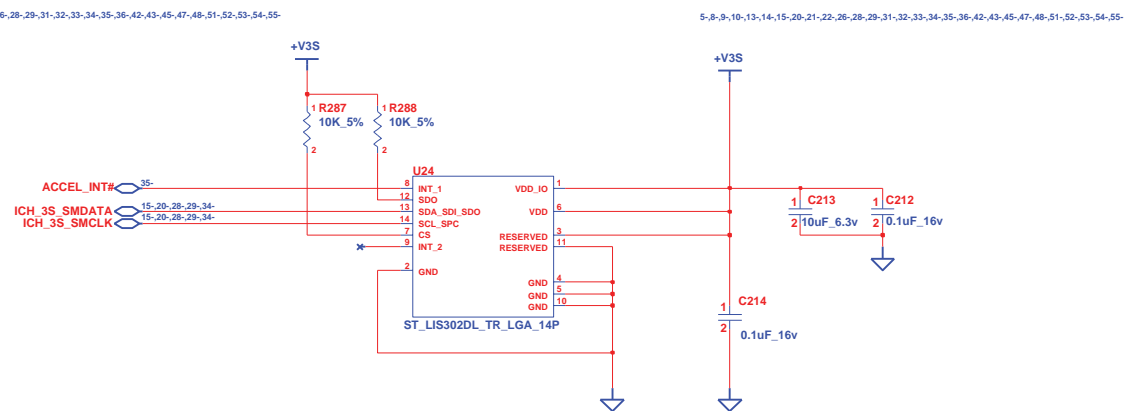 6-,28-,29-,31-,32-,33-,34-,35-,36-,42-,43-,45-,47-,48-,51-,52-,53-,54-,55-
5-,8-,9-,10-,13-,14-,15-,20-,21-,22-,26-,28-,29-,31-,32-,33-,34-,35-,36-,42-,43-,45-,47-,48-,51-,52-,53-,54-,55-
+V3S
+V3S
1 R287
10K_5%
2
1 R288
10K_5%
2
U24
ACCEL_INT# 35-
8 INT_1
VDD_IO 1
12 SDO
ICH_3S_SMDATA 15-,20-,28-,29-,34-
13 SDA_SDI_SDO
VDD 6
ICH_3S_SMCLK 15-,20-,28-,29-,34-
14 SCL_SPC
7 CS
RESERVED 3
9 INT_2
RESERVED 11
2 GND
GND 4
GND 5
GND 10
ST_LIS302DL_TR_LGA_14P
1 C213
2 10uF_6.3v
1 C212
2 0.1uF_16v
1 C214
2 0.1uF_16v